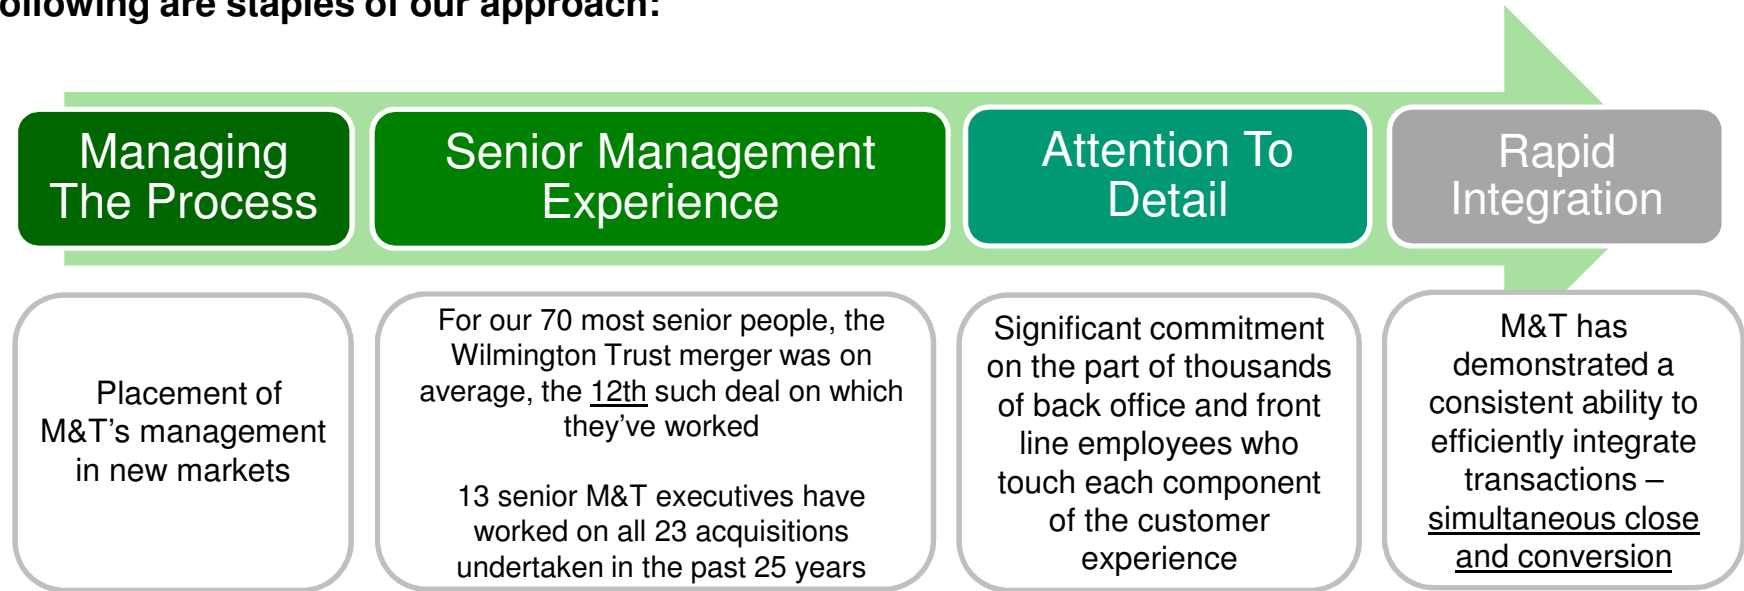 ollowing are staples of our approach:
Managing
The Process
Senior Management
Experience
Attention To
Detail
Rapid
Integration
Placement of
M&T’s management
in new markets
For our 70 most senior people, the
Wilmington Trust merger was on
average, the 12th such deal on which
they’ve worked
13 senior M&T executives have
worked on all 23 acquisitions
undertaken in the past 25 years
Significant commitment
on the part of thousands
of back office and front
line employees who
touch each component
of the customer
experience
M&T has
demonstrated a
consistent ability to
efficiently integrate
transactions –
simultaneous close
and conversion